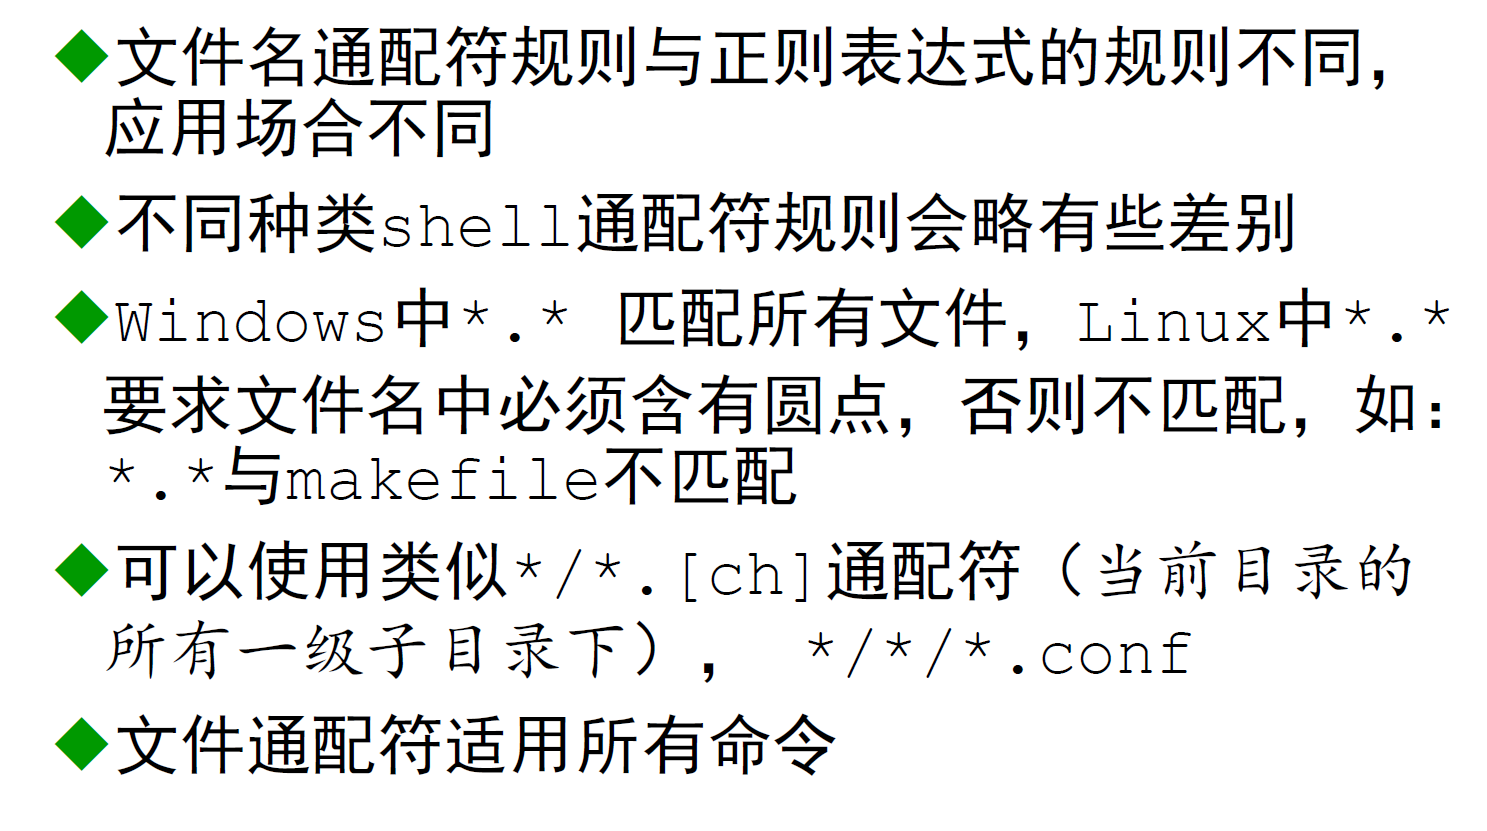 ◆文件名通配符规则与正则表达式的规则不同，
应用场合不同
◆不同种类shell通配符规则会略有些差别
◆Windows中*.* 匹配所有文件，Linux中*.*
要求文件名中必须含有圆点，否则不匹配，如：
*.*与makefile不匹配
◆可以使用类似*/*.[ch]通配符（当前目录的
所有一级子目录下）， */*/*.conf
◆文件通配符适用所有命令